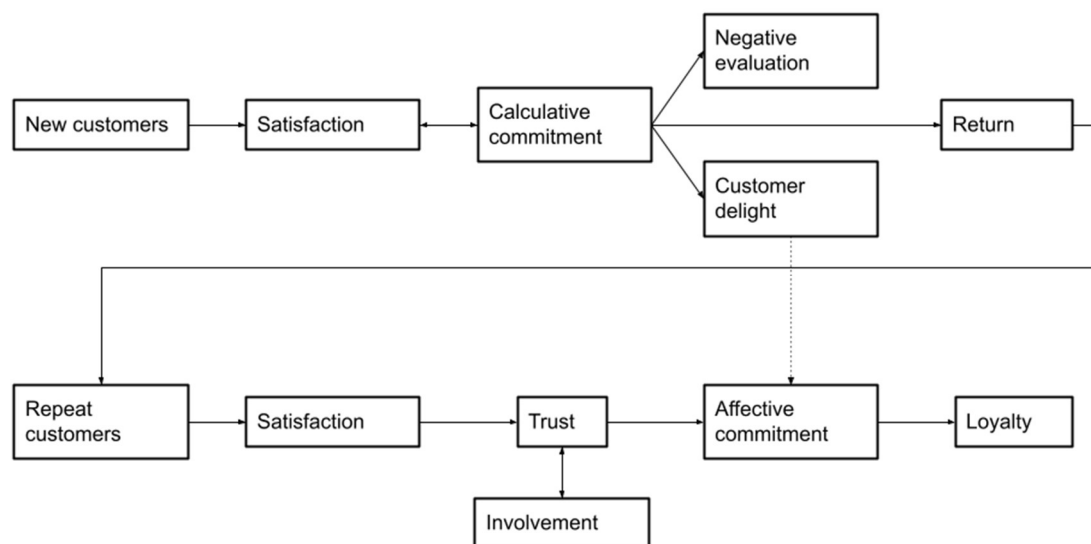 Negative
evaluation
New customers
Satisfaction
Calculative
commitment
Return
Customer
delight
Repeat
customers
Satisfaction
Trust
Affective
commitment
Loyalty
Involvement